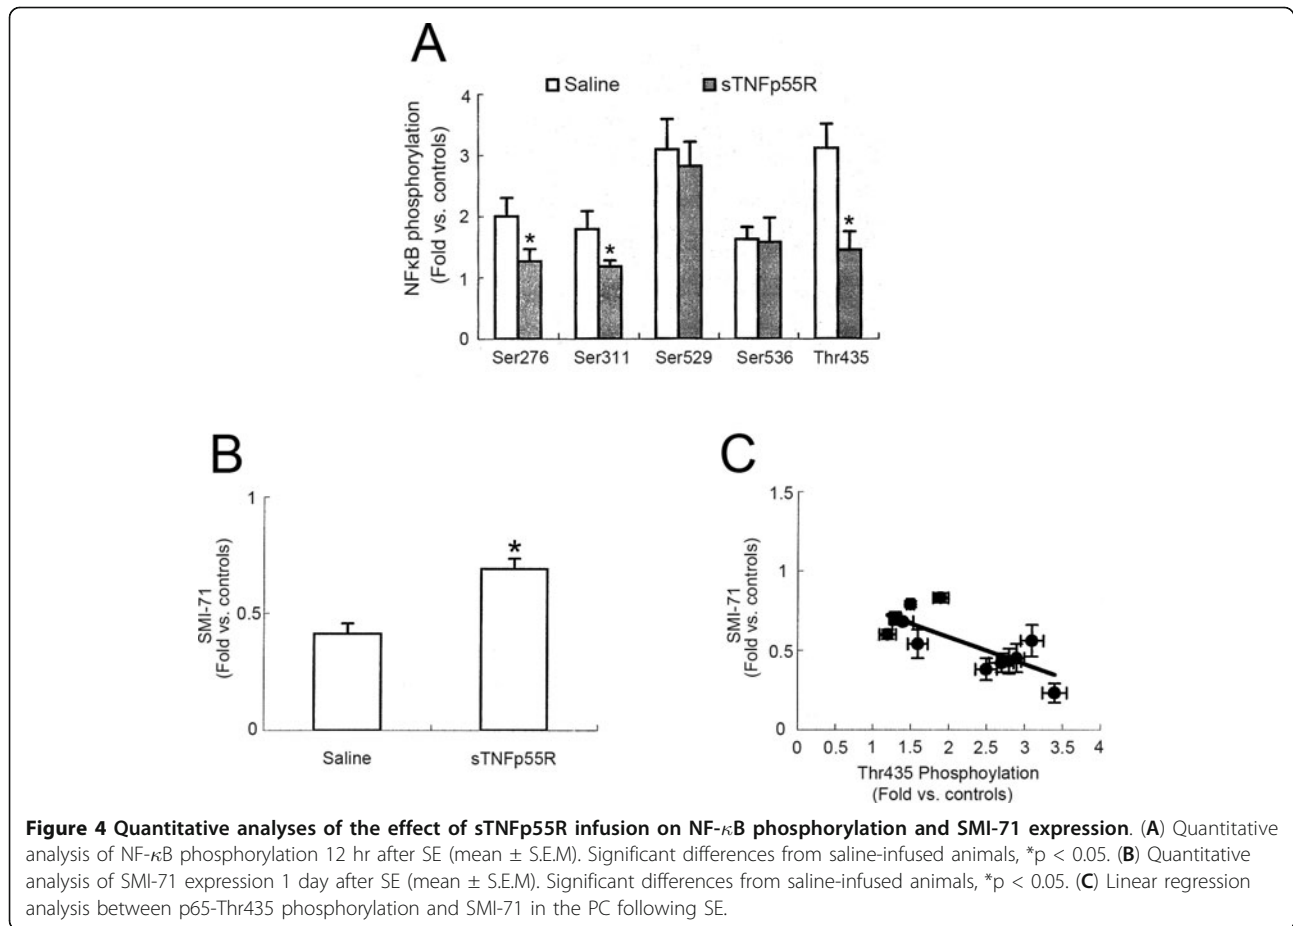 A
Saline
sTNFp55R
NFκB phosphorylation
(Fold vs. controls)
4
3
2
1
0
*
*
*
Ser276
Ser311
Ser529
Ser536
Thr435
B
SMI-71
(Fold vs. controls)
1
0.5
0
*
Saline
sTNFp55R
C
SMI-71
(Fold vs. controls)
1.5
1
0.5
0
0 0.5 1 1.5 2 2.5 3 3.5 4
Thr435 Phosphoylation
(Fold vs. controls)
Figure 4 Quantitative analyses of the effect of sTNFp55R infusion on NF-κB phosphorylation and SMI-71 expression. (A) Quantitative
analysis of NF-κB phosphorylation 12 hr after SE (mean ± S.E.M). Significant differences from saline-infused animals, *p < 0.05. (B) Quantitative
analysis of SMI-71 expression 1 day after SE (mean ± S.E.M). Significant differences from saline-infused animals, *p < 0.05. (C) Linear regression
analysis between p65-Thr435 phosphorylation and SMI-71 in the PC following SE.